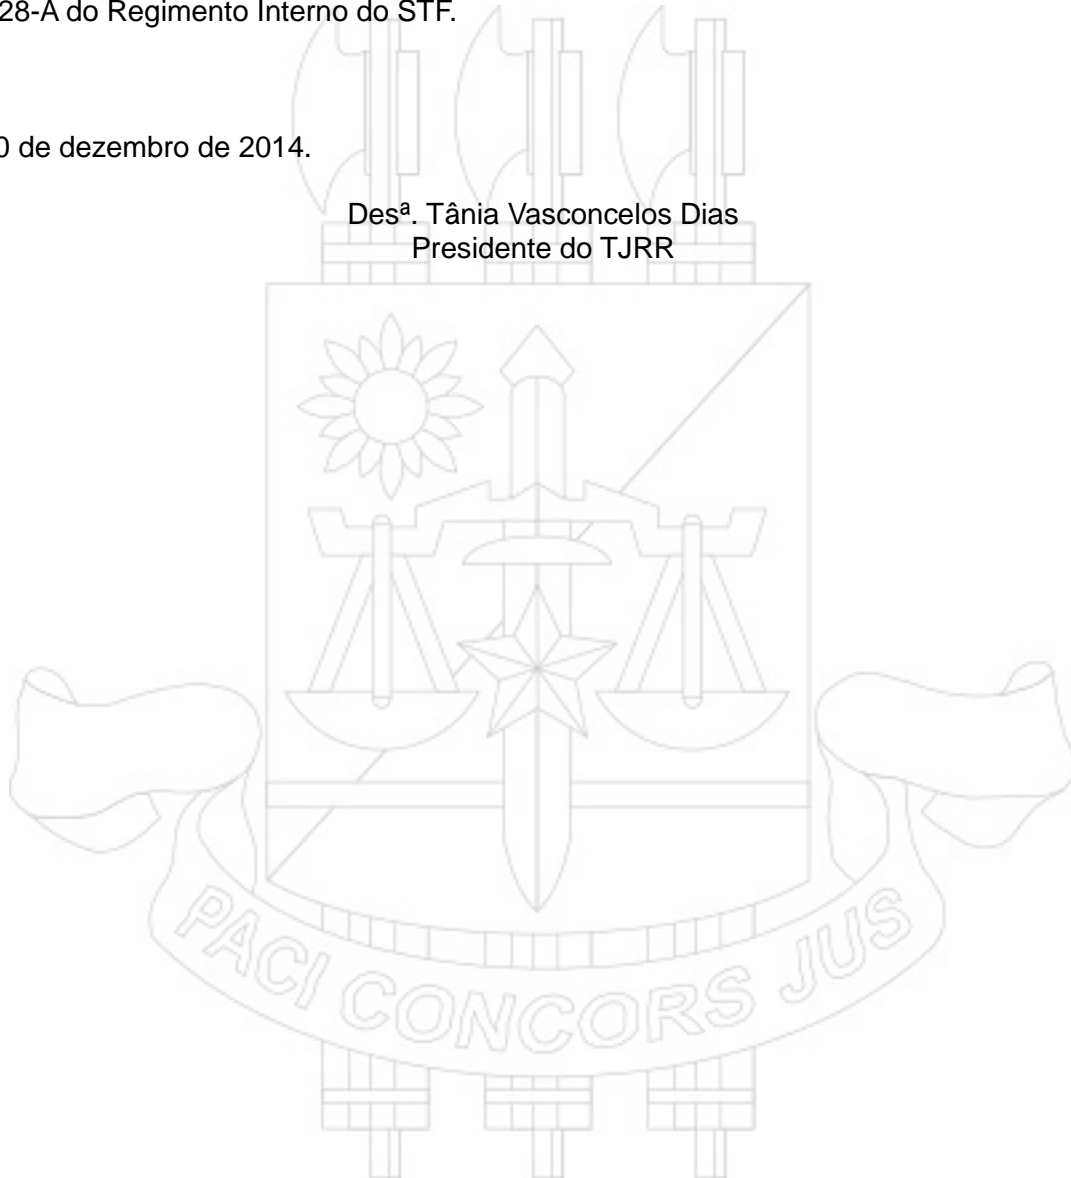 28-A do Regimento Interno do STF.
0 de dezembro de 2014.
Desª. Tânia Vasconcelos Dias
Presidente do TJRR
PACI CONCORS JUS